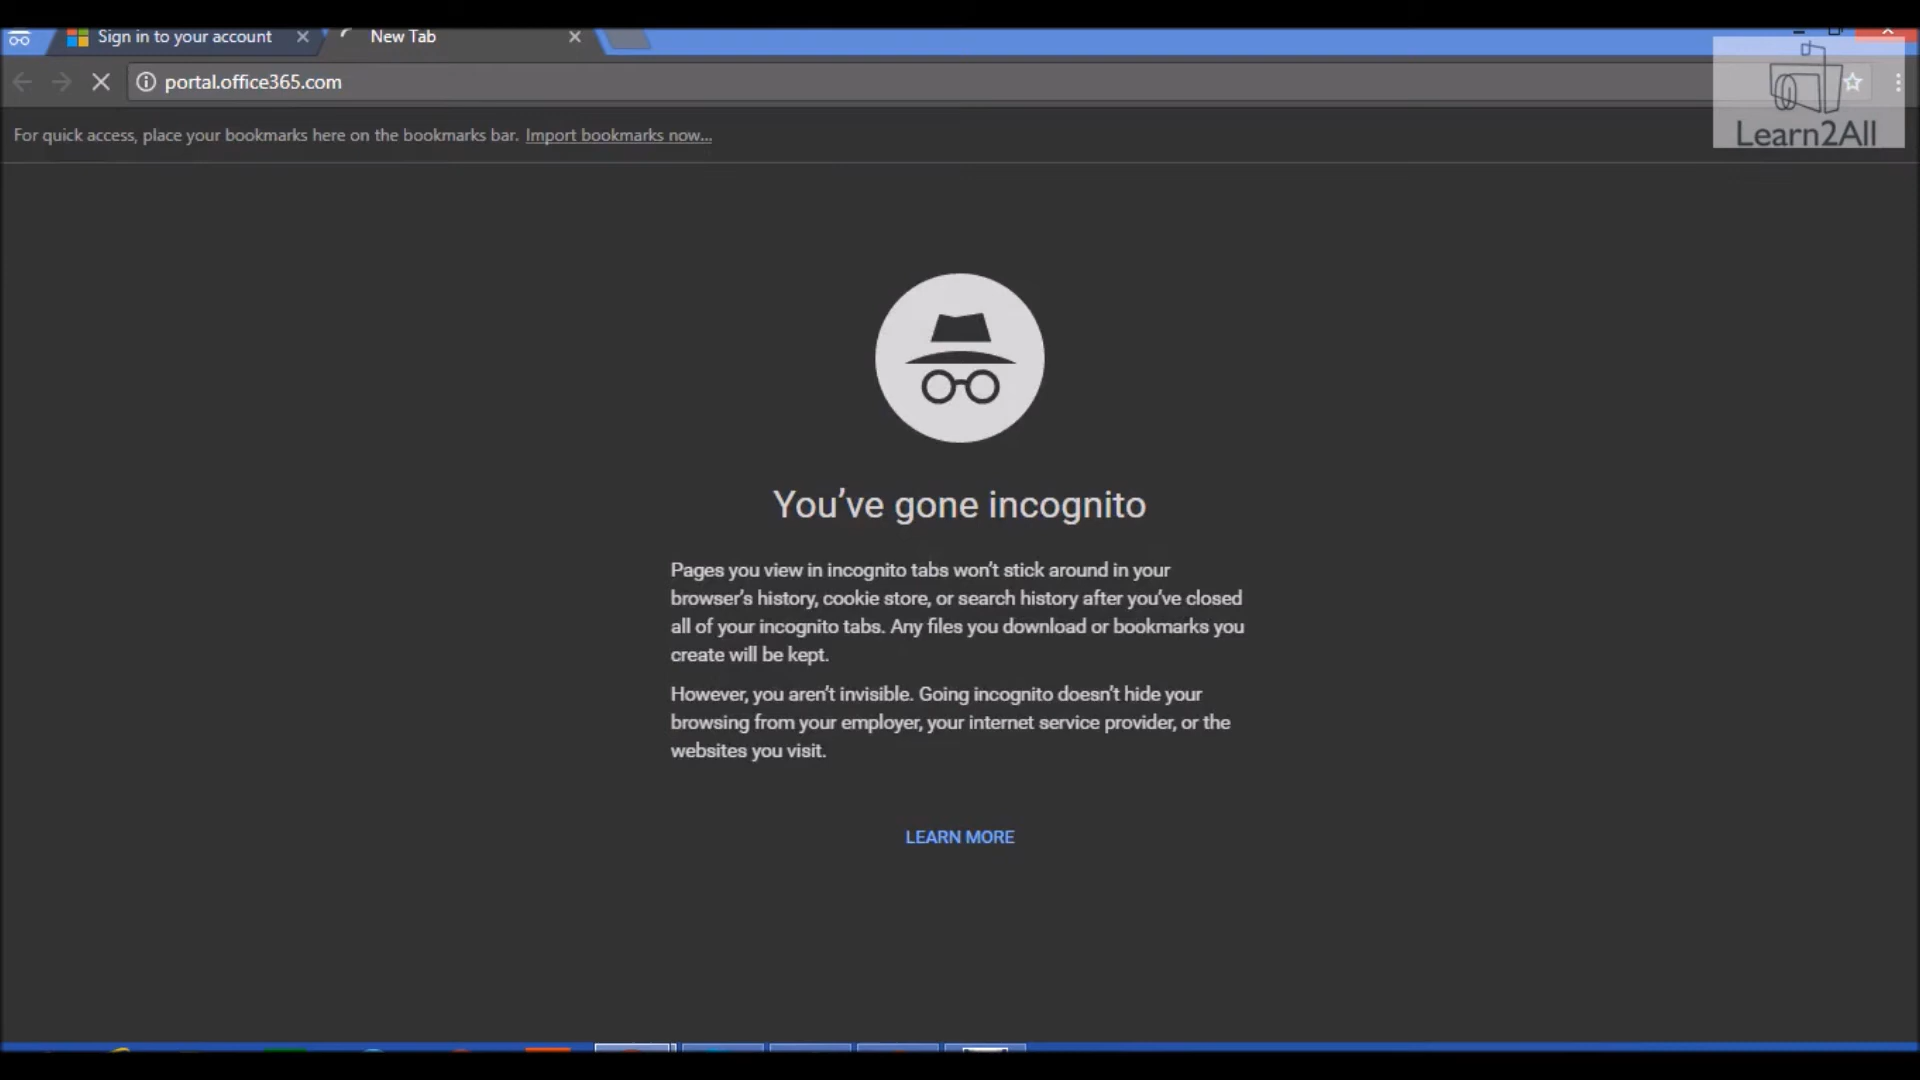 Sign in to your account
New Tab
portal.office365.com
For quick access, place your bookmarks here on the bookmarks bar. Import bookmarks now...
Learn2All
You've gone incognito
Pages you view in incognito tabs won't stick around in your
browser's history, cookie store, or search history after you've closed
all of your incognito tabs. Any files you download or bookmarks you
create will be kept.
However, you aren't invisible. Going incognito doesn't hide your
browsing from your employer, your internet service provider, or the
websites you visit.
LEARN MORE